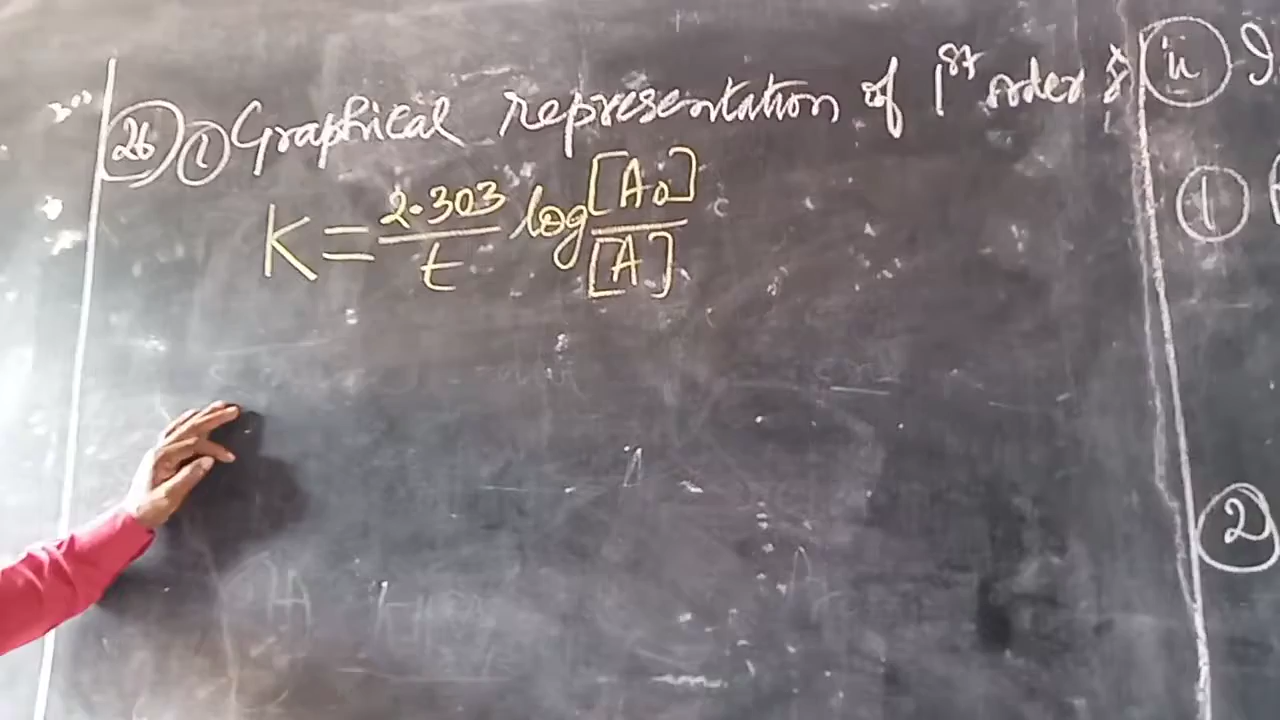 26 1 Graphical representation of 1st order
K = 2.303/t log [A0]/[A]
ii
1
2